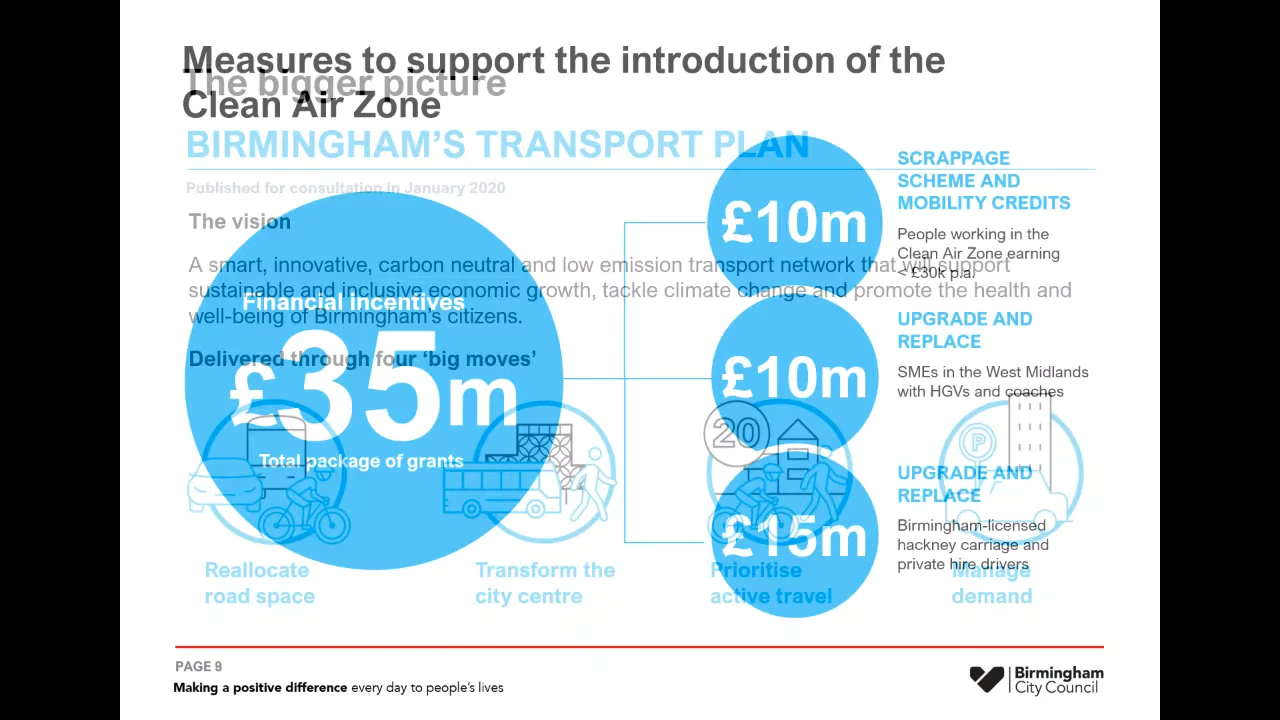 Measures to support the introduction of the
Clean Air Zone
The bigger picture
BIRMINGHAM'S TRANSPORT PLAN
Published for consultation in January 2020
The vision
A smart, innovative, carbon neutral and low emission transport network that will support
sustainable and inclusive economic growth, tackle climate change and promote the health and
well-being of Birmingham's citizens.
Delivered through four 'big moves'
Reallocate
road space
Transform the
city centre
20
Prioritise
active travel
P
Manage
demand
Financial incentives
£35m
Total package of grants
£10m
SCRAPPAGE
SCHEME AND
MOBILITY CREDITS
People working in the
Clean Air Zone earning
< £30k p.a.
£10m
UPGRADE AND
REPLACE
SMEs in the West Midlands
with HGVs and coaches
£15m
UPGRADE AND
REPLACE
Birmingham-licensed
hackney carriage and
private hire drivers
PAGE 9
Making a positive difference every day to people's lives
Birmingham
City Council